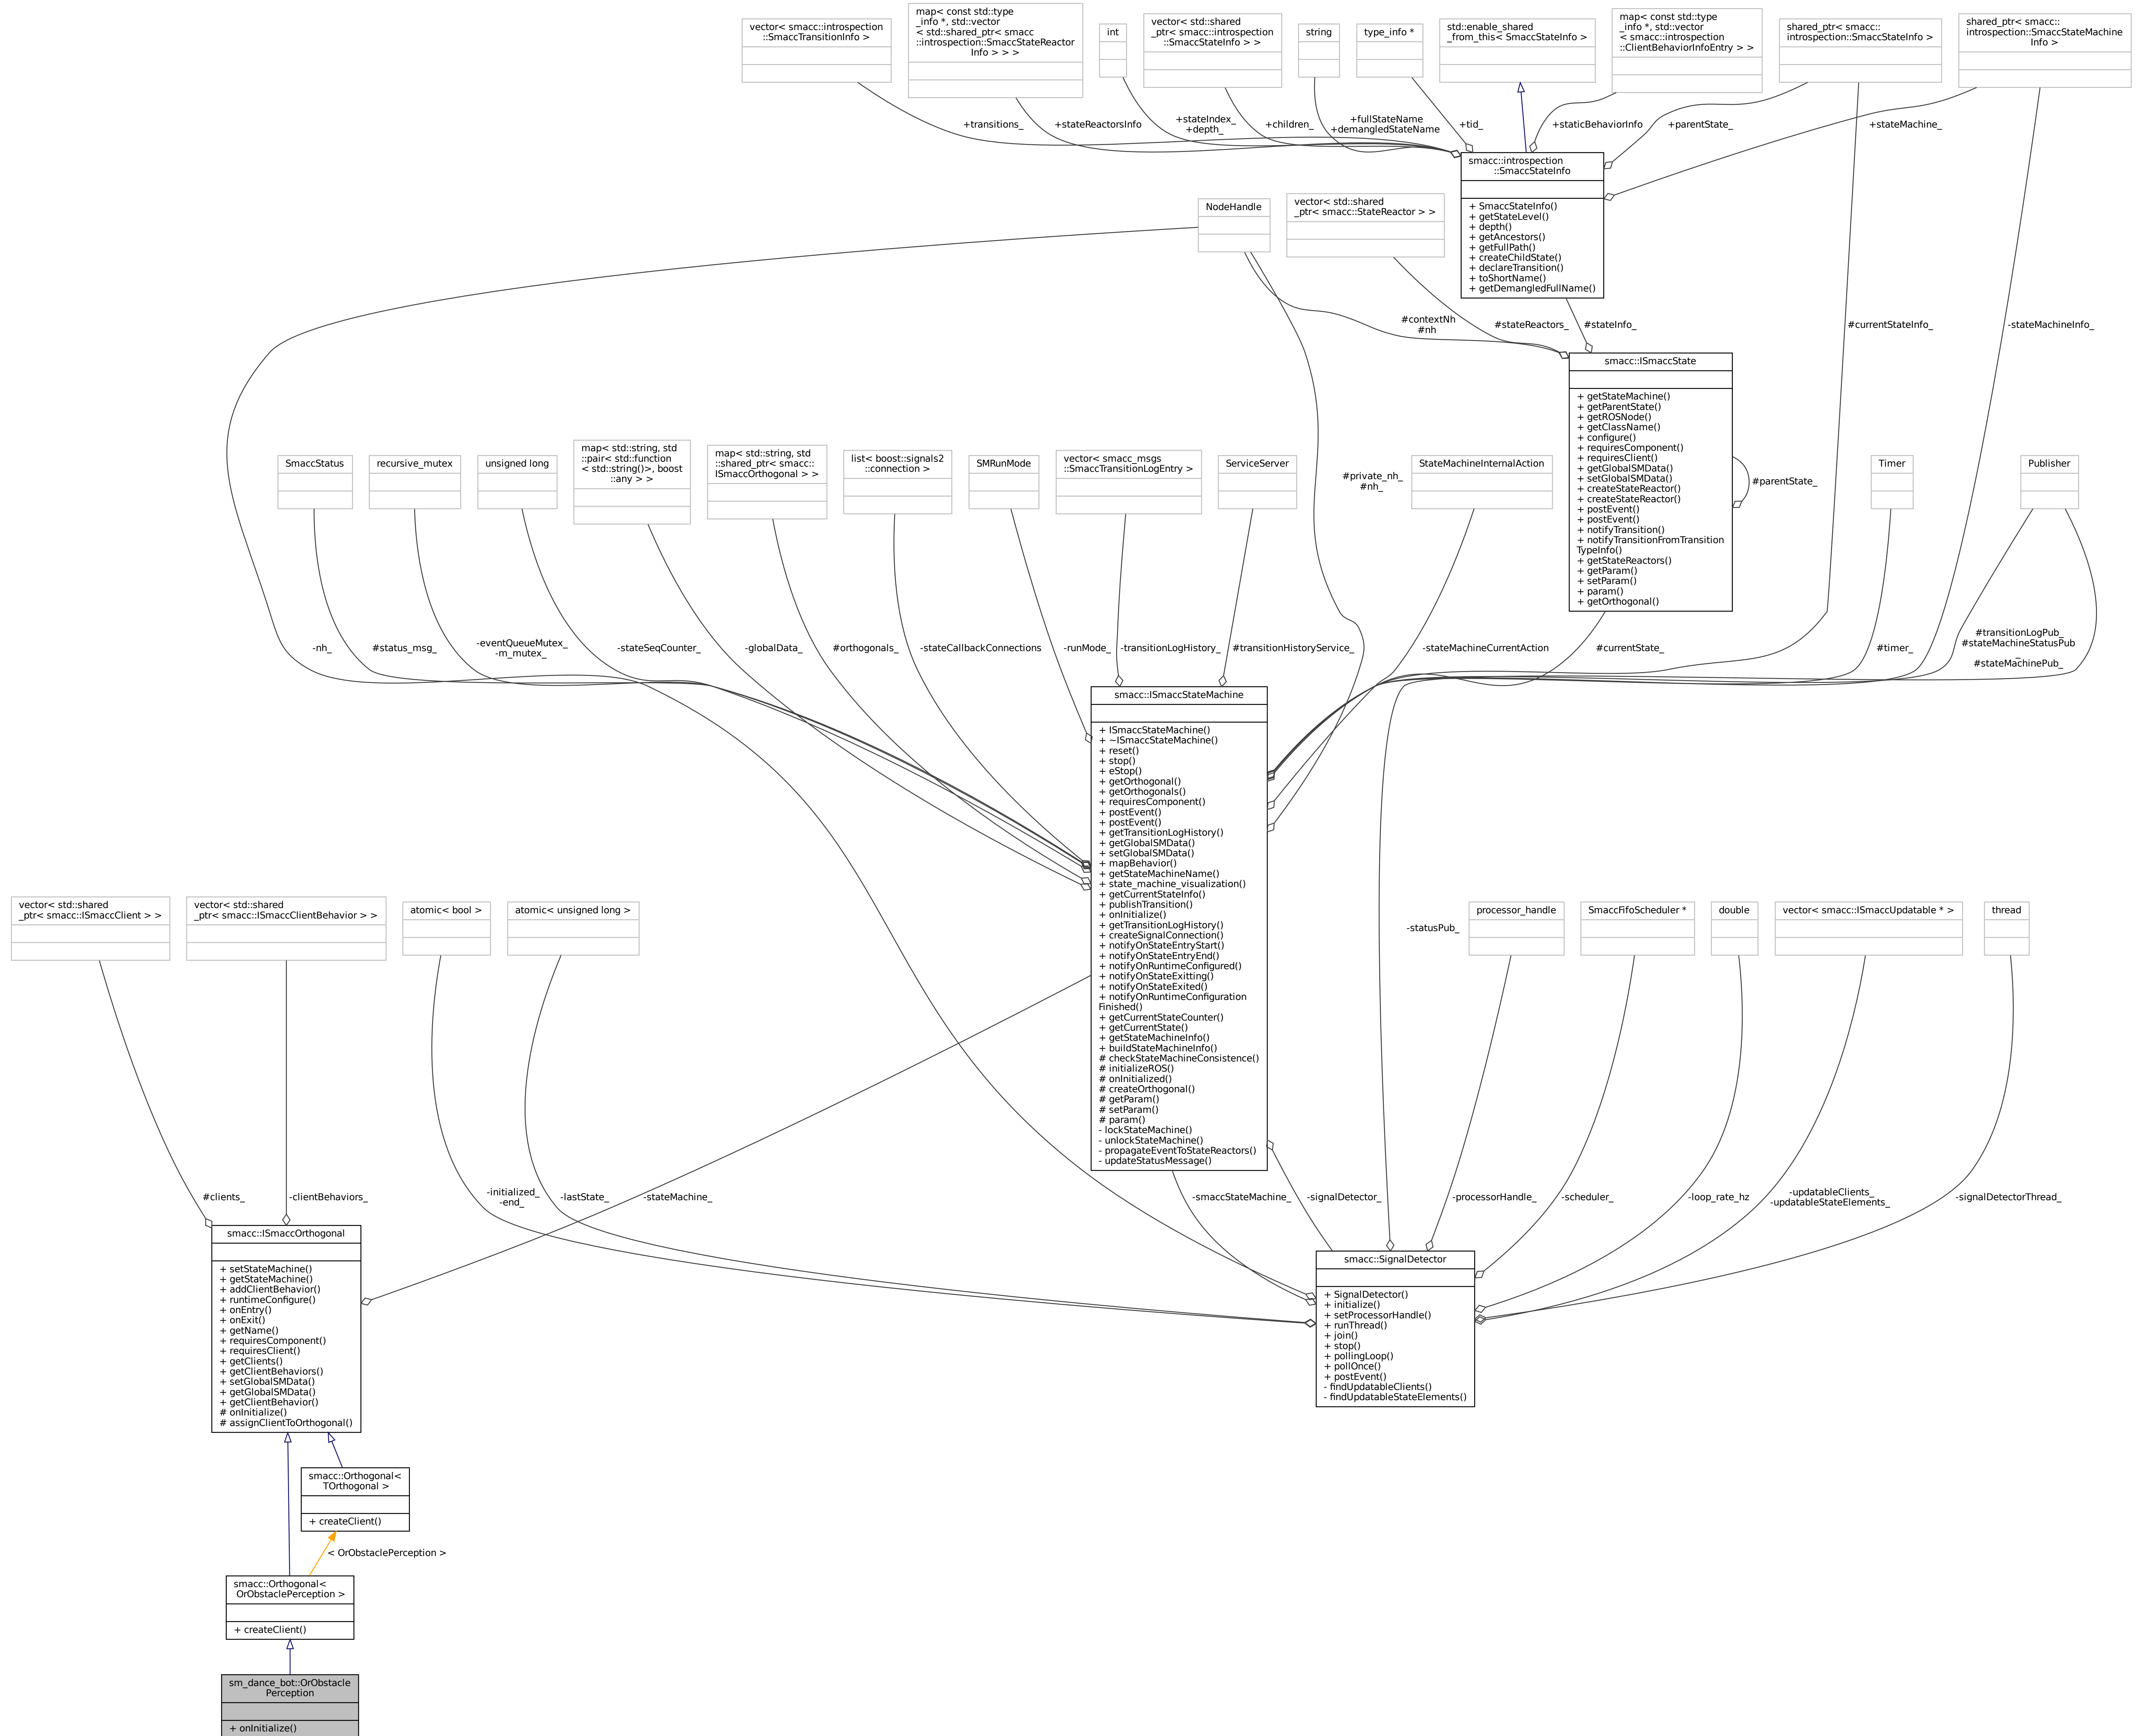 vector< smacc::introspection
::SmaccTransitionInfo >
map< const std::type
_info *, std::vector
< std::shared_ptr< smacc
::introspection::SmaccStateReactor
Info > > >
int
vector< std::shared
_ptr< smacc::introspection
::SmaccStateInfo > >
string
type_info *
std::enable_shared
_from_this< SmaccStateInfo >
map< const std::type
_info *, std::vector
< smacc::introspection
::ClientBehaviorInfoEntry > >
shared_ptr< smacc::
introspection::SmaccStateInfo >
shared_ptr< smacc::
introspection::SmaccStateMachine
Info >
+transitions_
+stateReactorsInfo
+stateIndex_
+depth_
+children_
+fullStateName
+demangledStateName
+tid_
+staticBehaviorInfo
+parentState_
+stateMachine_
smacc::introspection
::SmaccStateInfo
+ SmaccStateInfo()
+ getStateLevel()
+ depth()
+ getAncestors()
+ getFullPath()
+ createChildState()
+ declareTransition()
+ toShortName()
+ getDemangledFullName()
NodeHandle
vector< std::shared
_ptr< smacc::StateReactor > >
#contextNh
#nh
#stateReactors_
#stateInfo_
#currentStateInfo_
-stateMachineInfo_
smacc::ISmaccState
+ getStateMachine()
+ getParentState()
+ getROSNode()
+ getClassName()
+ configure()
+ requiresComponent()
+ requiresClient()
+ getGlobalSMData()
+ setGlobalSMData()
+ createStateReactor()
+ createStateReactor()
+ postEvent()
+ postEvent()
+ notifyTransition()
+ notifyTransitionFromTransition
TypeInfo()
+ getStateReactors()
+ getParam()
+ setParam()
+ param()
+ getOrthogonal()
#parentState_
SmaccStatus
recursive_mutex
unsigned long
map< std::string, std
::pair< std::function
< std::string()>, boost
::any > >
map< std::string, std
::shared_ptr< smacc::
ISmaccOrthogonal > >
list< boost::signals2
::connection >
SMRunMode
vector< smacc_msgs
::SmaccTransitionLogEntry >
ServiceServer
#private_nh_
#nh_
StateMachineInternalAction
Timer
Publisher
-nh_
#status_msg_
-eventQueueMutex_
-m_mutex_
-stateSeqCounter_
-globalData_
#orthogonals_
-stateCallbackConnections
-runMode_
-transitionLogHistory_
#transitionHistoryService_
-stateMachineCurrentAction
#currentState_
#timer_
#transitionLogPub_
#stateMachineStatusPub
_
#stateMachinePub_
smacc::ISmaccStateMachine
+ ISmaccStateMachine()
+ ~ISmaccStateMachine()
+ reset()
+ stop()
+ eStop()
+ getOrthogonal()
+ getOrthogonals()
+ requiresComponent()
+ postEvent()
+ postEvent()
+ getTransitionLogHistory()
+ getGlobalSMData()
+ setGlobalSMData()
+ mapBehavior()
+ getStateMachineName()
+ state_machine_visualization()
+ getCurrentStateInfo()
+ publishTransition()
+ onInitialize()
+ getTransitionLogHistory()
+ createSignalConnection()
+ notifyOnStateEntryStart()
+ notifyOnStateEntryEnd()
+ notifyOnRuntimeConfigured()
+ notifyOnStateExitting()
+ notifyOnStateExited()
+ notifyOnRuntimeConfiguration
Finished()
+ getCurrentStateCounter()
+ getCurrentState()
+ getStateMachineInfo()
+ buildStateMachineInfo()
# checkStateMachineConsistence()
# initializeROS()
# onInitialized()
# createOrthogonal()
# getParam()
# setParam()
# param()
- lockStateMachine()
- unlockStateMachine()
- propagateEventToStateReactors()
- updateStatusMessage()
vector< std::shared
_ptr< smacc::ISmaccClient > >
vector< std::shared
_ptr< smacc::ISmaccClientBehavior > >
atomic< bool >
atomic< unsigned long >
-statusPub_
processor_handle
SmaccFifoScheduler *
double
vector< smacc::ISmaccUpdatable * >
thread
#clients_
-clientBehaviors_
-initialized_
-end_
-lastState_
-stateMachine_
-smaccStateMachine_
-signalDetector_
-processorHandle_
-scheduler_
-loop_rate_hz
-updatableClients_
-updatableStateElements_
-signalDetectorThread_
smacc::ISmaccOrthogonal
+ setStateMachine()
+ getStateMachine()
+ addClientBehavior()
+ runtimeConfigure()
+ onEntry()
+ onExit()
+ getName()
+ requiresComponent()
+ requiresClient()
+ getClients()
+ getClientBehaviors()
+ setGlobalSMData()
+ getGlobalSMData()
+ getClientBehavior()
# onInitialize()
# assignClientToOrthogonal()
smacc::SignalDetector
+ SignalDetector()
+ initialize()
+ setProcessorHandle()
+ runThread()
+ join()
+ stop()
+ pollingLoop()
+ pollOnce()
+ postEvent()
- findUpdatableClients()
- findUpdatableStateElements()
smacc::Orthogonal<
TOrthogonal >
+ createClient()
< OrObstaclePerception >
smacc::Orthogonal<
OrObstaclePerception >
+ createClient()
sm_dance_bot::OrObstacle
Perception
+ onInitialize()